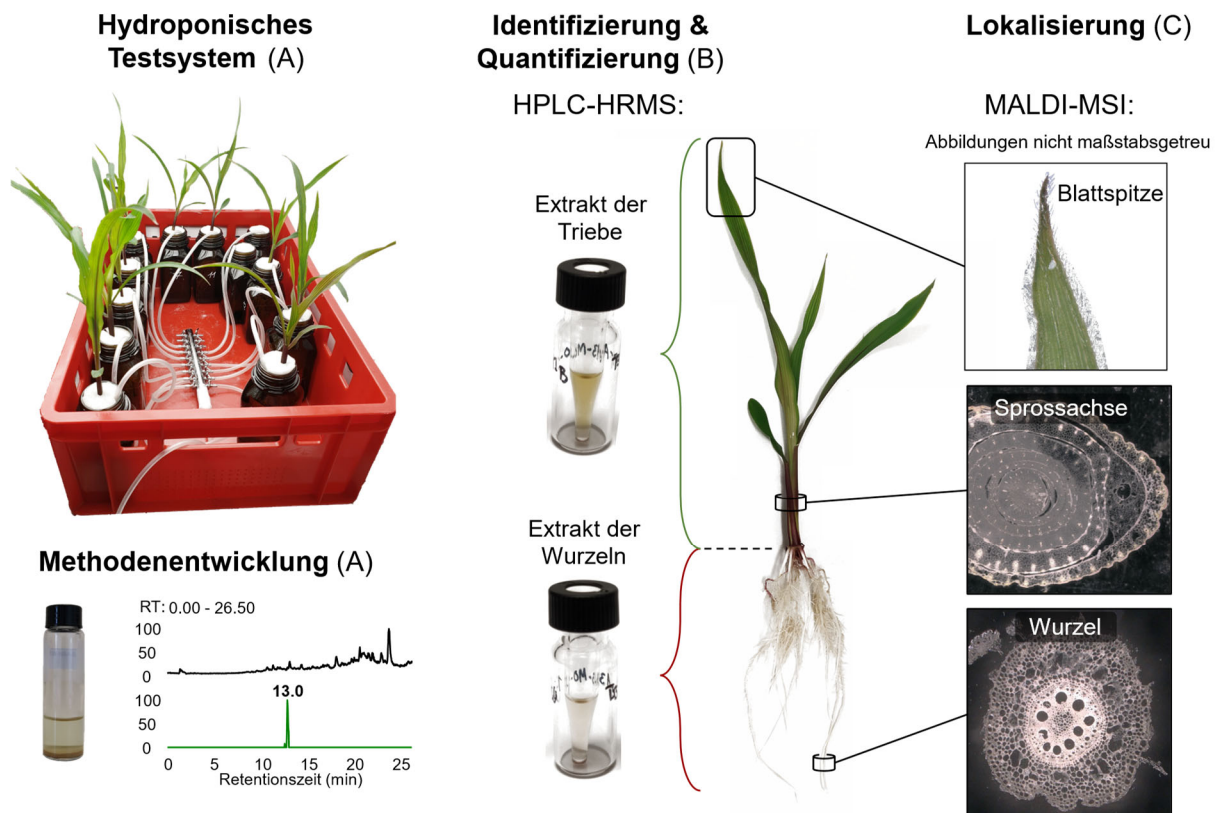 Hydroponisches
Testsystem (A)
Methodenentwicklung (A)
RT: 0.00 - 26.50
100
50
0
13.0
100
50
0
0 5 10 15 20 25
Retentionszeit (min)
Identifizierung &
Quantifizierung (B)
HPLC-HRMS:
Extrakt der
Triebe
Extrakt der
Wurzeln
Lokalisierung (C)
MALDI-MSI:
Abbildungen nicht maßstabsgetreu
Blattspitze
Sprossachse
Wurzel